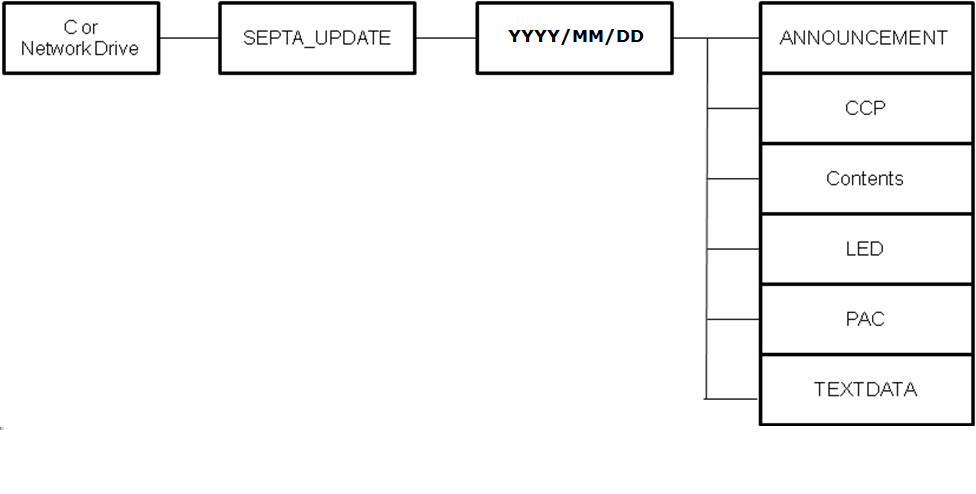 C or
Network Drive
SEPTA_UPDATE
YYYY/MM/DD
ANNOUNCEMENT
CCP
Contents
LED
PAC
TEXTDATA